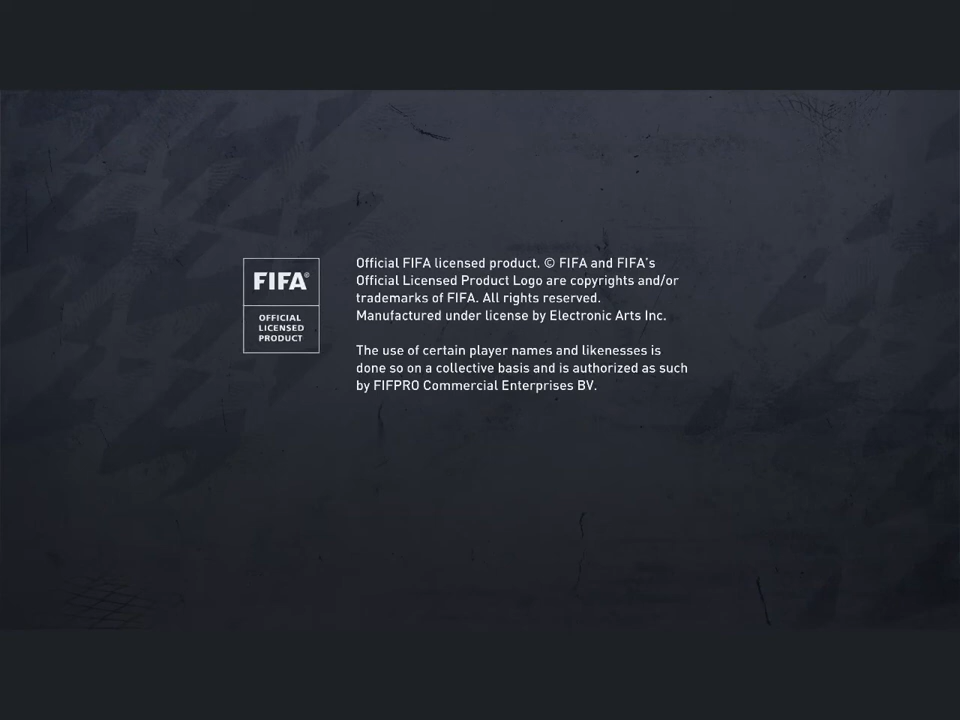 FIFA®
OFFICIAL
LICENSED
PRODUCT
Official FIFA licensed product. © FIFA and FIFA's
Official Licensed Product Logo are copyrights and/or
trademarks of FIFA. All rights reserved.
Manufactured under license by Electronic Arts Inc.
The use of certain player names and likenesses is
done so on a collective basis and is authorized as such
by FIFPRO Commercial Enterprises BV.